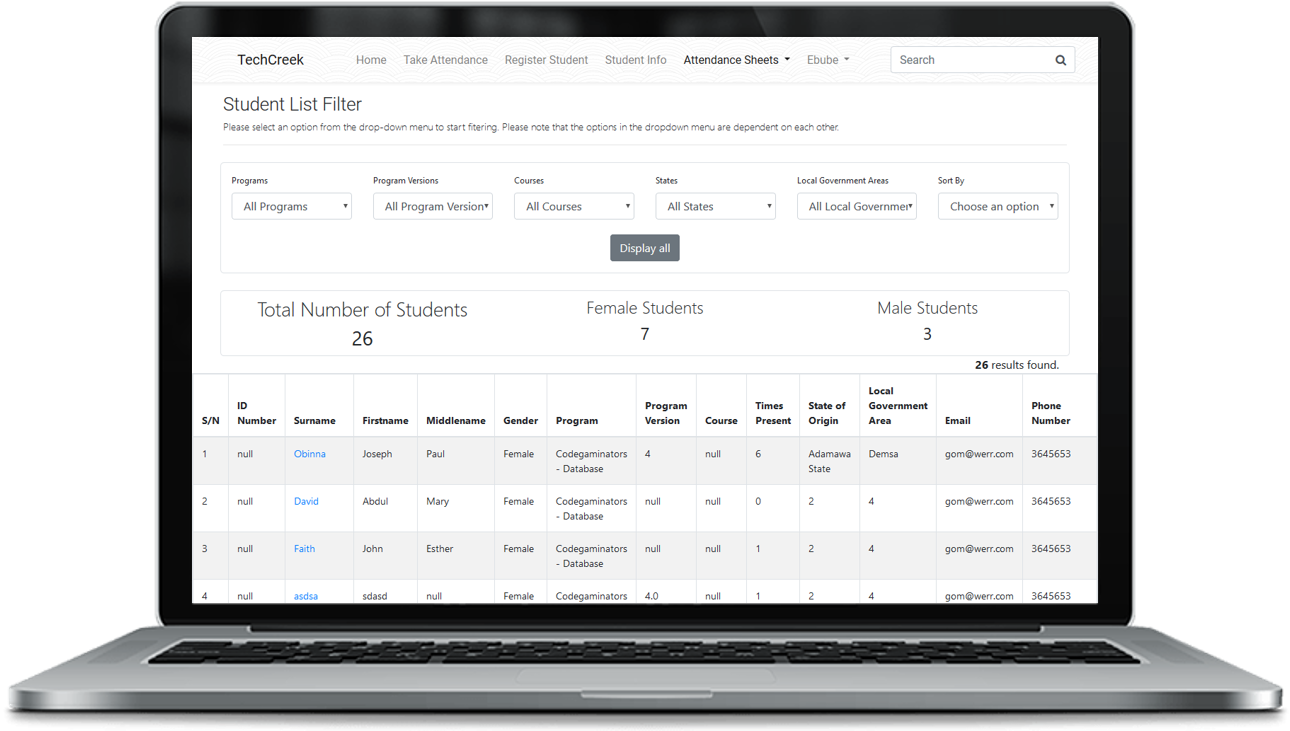 TechCreek Home Take Attendance Register Student Student Info Attendance Sheets Ebube Search
Student List Filter
Please select an option from the drop-down menu to start fitering. Please note that the options in the dropdown menu are dependent on each other.
Programs Program Versions Courses States Local Government Areas Sort By
All Programs All Program Version All Courses All States All Local Governmer Choose an option
Display all
Total Number of Students Female Students Male Students
26 7 3
26 results found.
S/N ID Number Surname Firstname Middlename Gender Program Program Version Course Times Present State of Origin Local Government Area Email Phone Number
1 null Obinna Joseph Paul Female Codegaminators 4 null 6 Adamawa Demsa gom@werr.com 3645653
- Database State
2 null David Abdul Mary Female Codegaminators null null 0 2 4 gom@werr.com 3645653
- Database
3 null Faith John Esther Female Codegaminators null null 1 2 4 gom@werr.com 3645653
- Database
4 null asdsa sdasd null Female Codegaminators 4.0 null 1 2 4 gom@werr.com 3645653